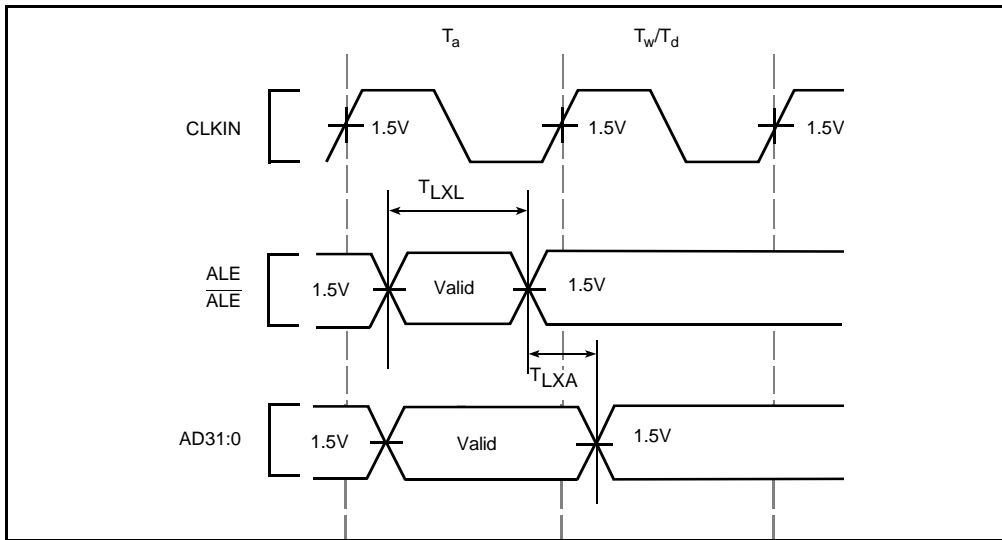 Ta Tw/Td
CLKIN 1.5V 1.5V 1.5V
TLXL
ALE
ALE
1.5V Valid 1.5V
TLXA
AD31:0 1.5V Valid 1.5V